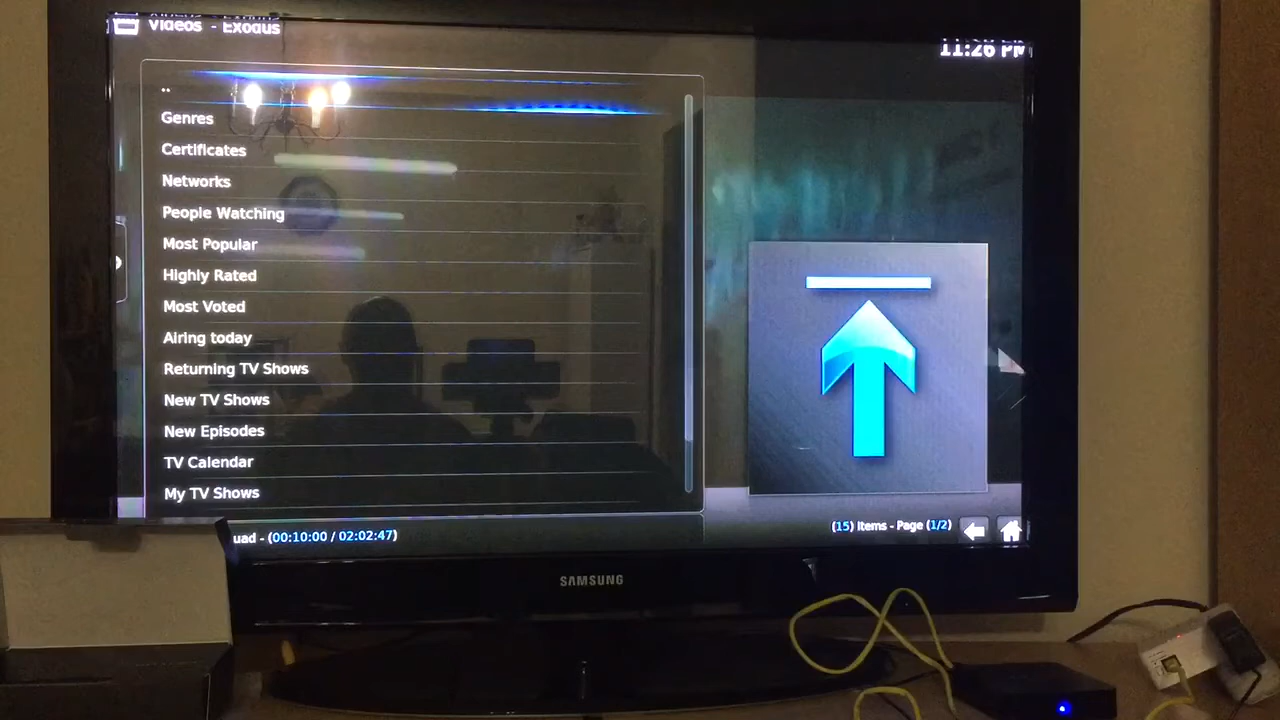 Videos - Exodus
11:26 PM
..
Genres
Certificates
Networks
People Watching
Most Popular
Highly Rated
Most Voted
Airing today
Returning TV Shows
New TV Shows
New Episodes
TV Calendar
My TV Shows
uad - (00:10:00 / 02:02:47)
(15) Items - Page (1/2)
SAMSUNG